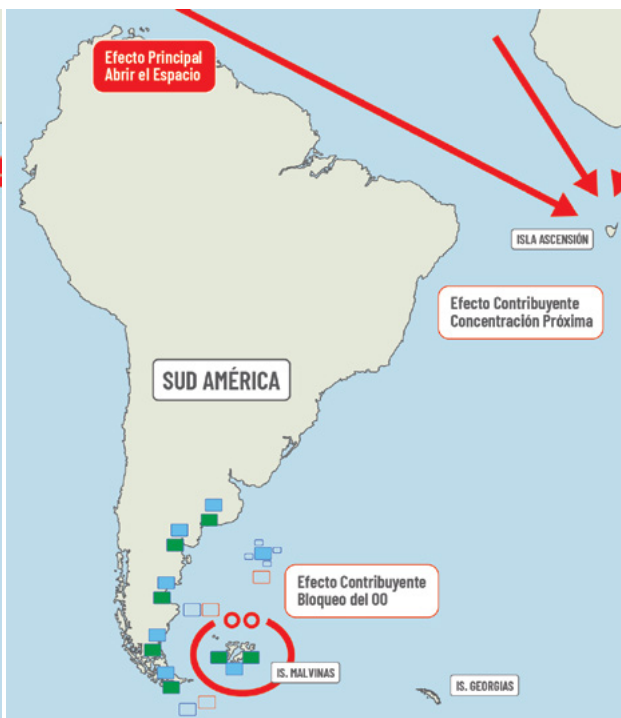 Efecto Principal
Abrir el Espacio
ISLA ASCENSIÓN
Efecto Contribuyente
Concentración Próxima
SUD AMÉRICA
Efecto Contribuyente
Bloqueo del OO
IS. MALVINAS
IS. GEORGIAS